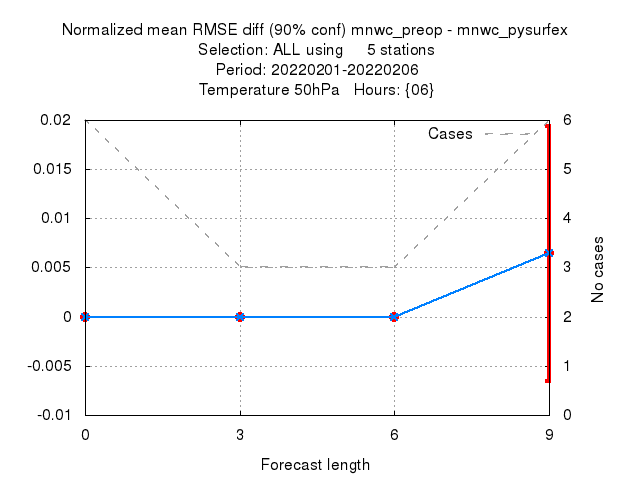 Normalized mean RMSE diff (90% conf) mnwc_preop - mnwc_pysurfex
Selection: ALL using     5 stations
Period: 20220201-20220206
Temperature 50hPa   Hours: {06}
Cases
0.02
0.015
0.01
0.005
0
-0.005
-0.01
6
5
4
3
2
1
0
No cases
0 3 6 9
Forecast length